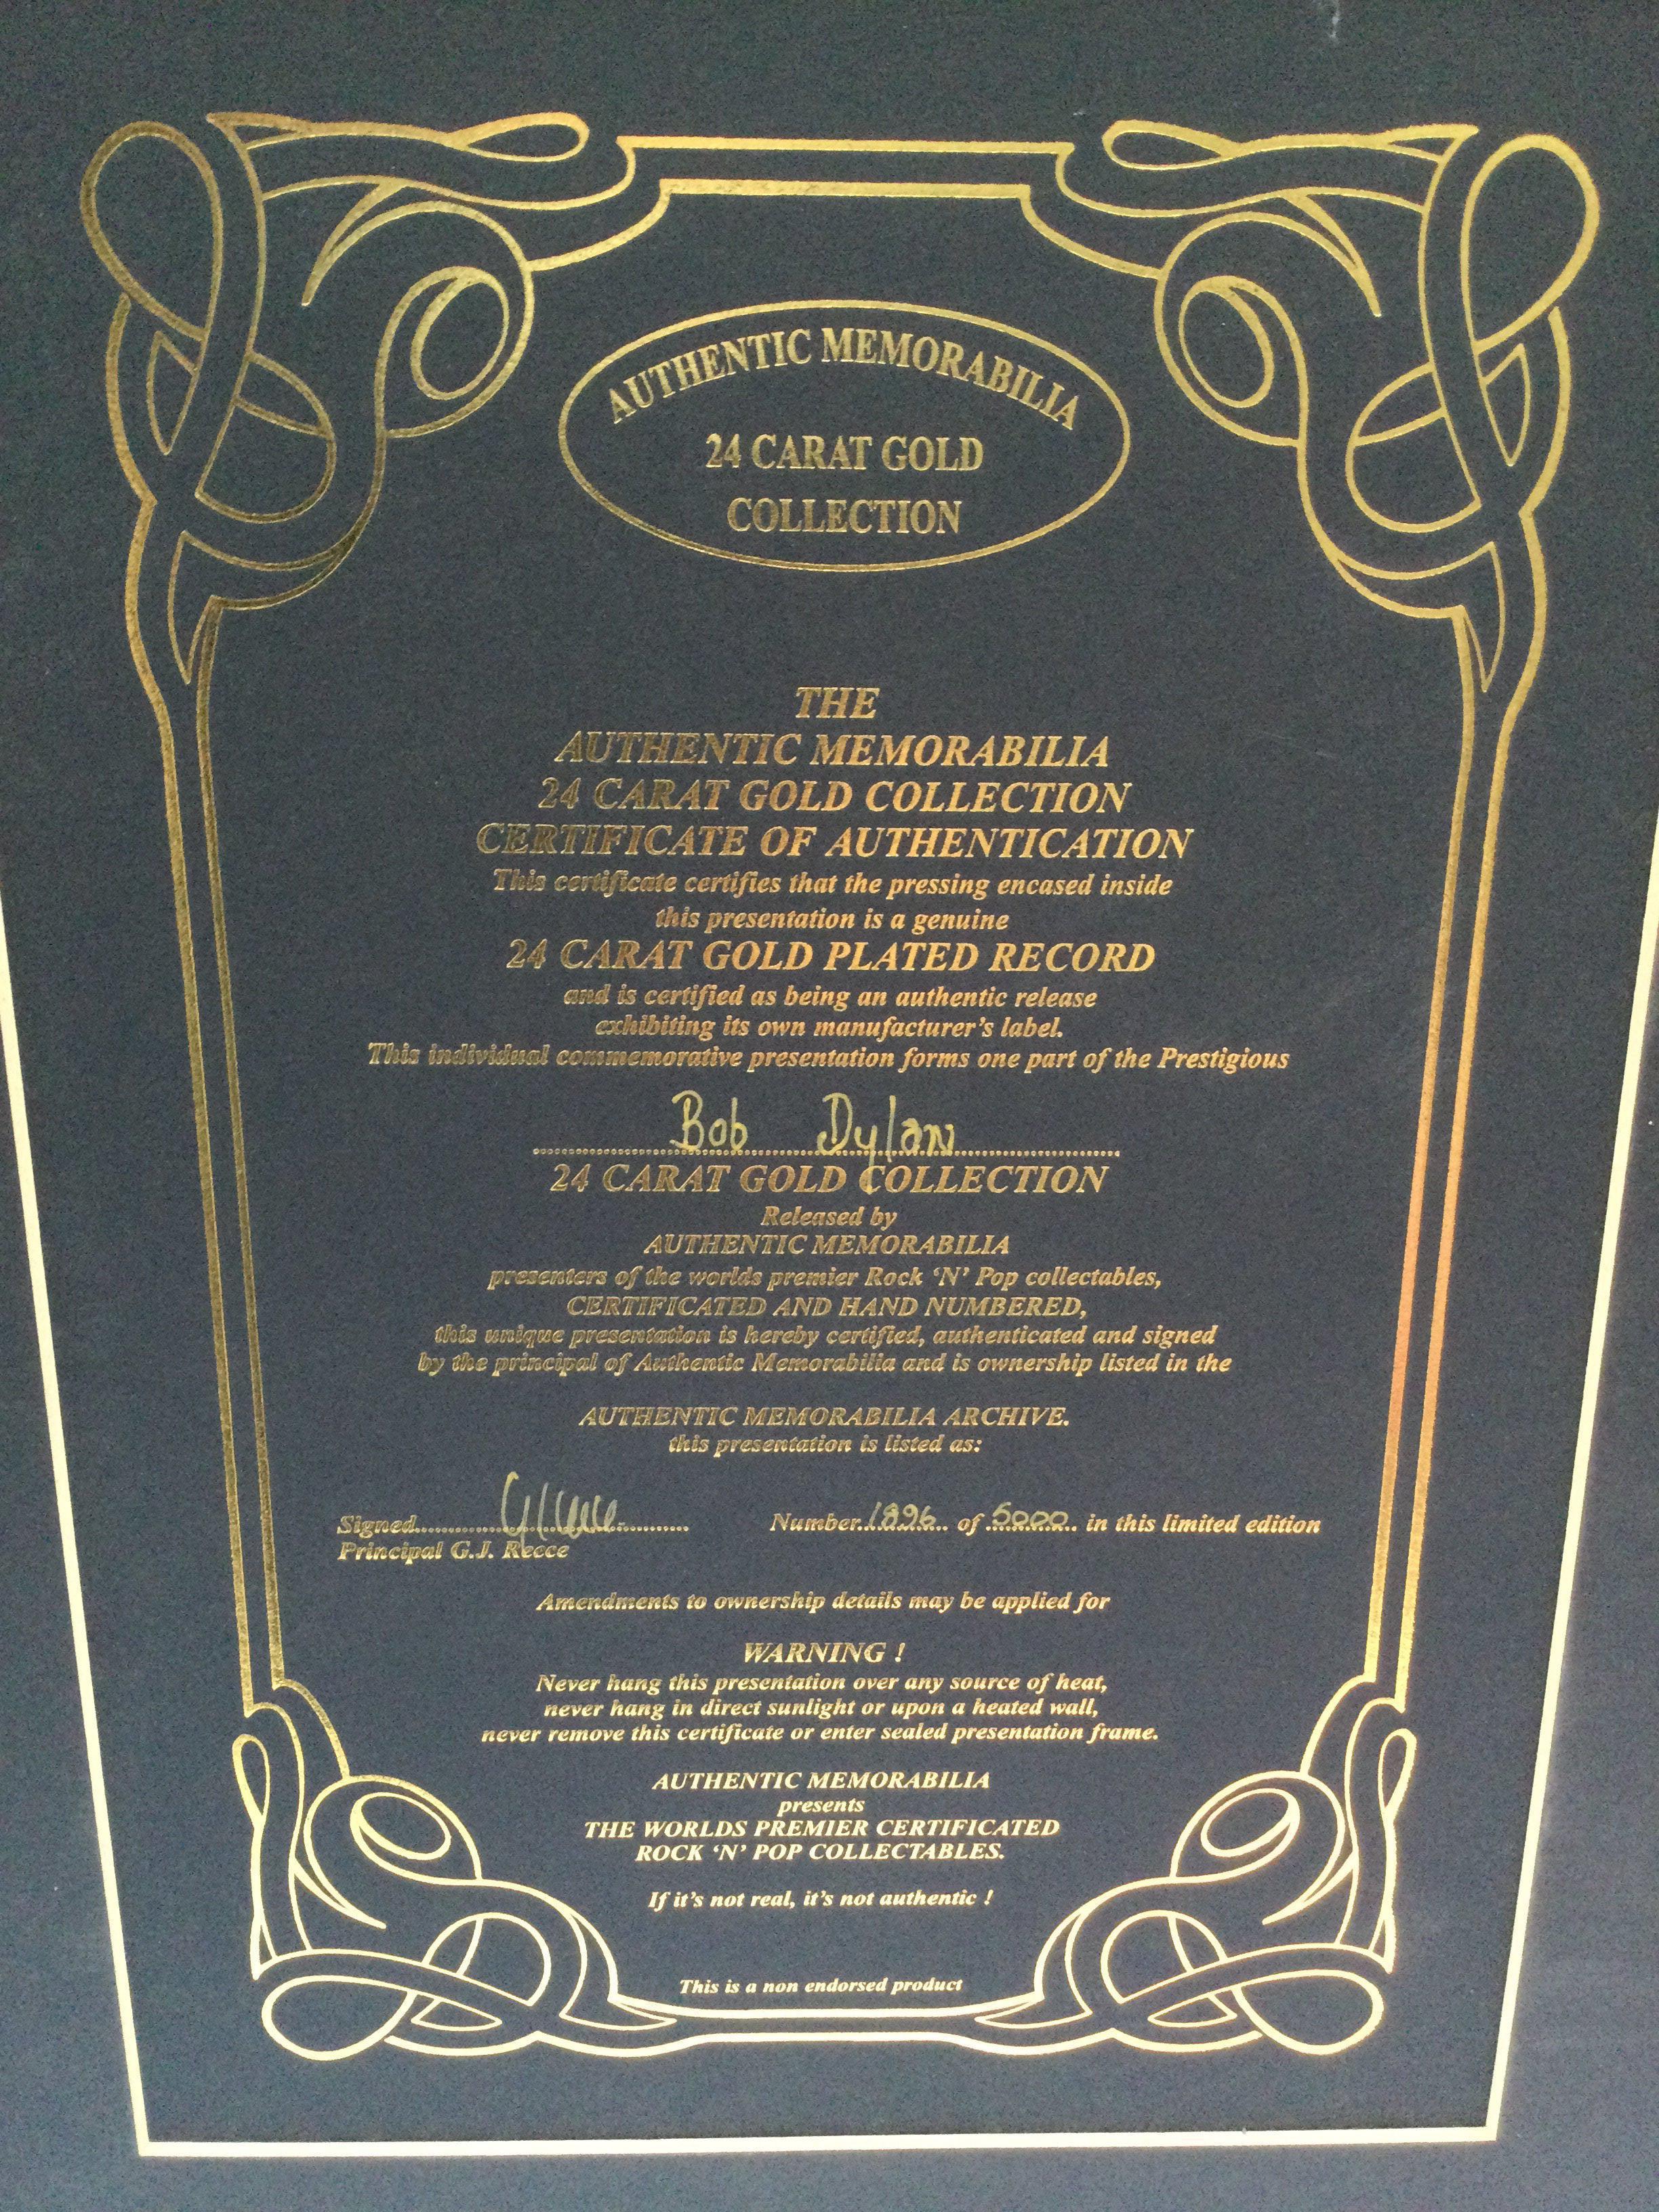 AUTHENTIC MEMORABILIA
24 CARAT GOLD
COLLECTION
THE
AUTHENTIC MEMORABILIA
24 CARAT GOLD COLLECTION
CERTIFICATE OF AUTHENTICATION
This certificate certifies that the pressing encased inside
this presentation is a genuine
24 CARAT GOLD PLATED RECORD
and is certified as being an authentic release
exhibiting its own manufacturer's label.
This individual commemorative presentation forms one part of the Prestigious
Bob Dylan
24 CARAT GOLD COLLECTION
Released by
AUTHENTIC MEMORABILIA
presenters of the worlds premier Rock 'N' Pop collectables,
CERTIFICATED AND HAND NUMBERED,
this unique presentation is hereby certified, authenticated and signed
by the principal of Authentic Memorabilia and is ownership listed in the
AUTHENTIC MEMORABILIA ARCHIVE.
this presentation is listed as:
Signed.......... Number..1896.. of ..5000.. in this limited edition
Principal G.J. Reece
Amendments to ownership details may be applied for
WARNING !
Never hang this presentation over any source of heat,
never hang in direct sunlight or upon a heated wall,
never remove this certificate or enter sealed presentation frame.
AUTHENTIC MEMORABILIA
presents
THE WORLDS PREMIER CERTIFICATED
ROCK 'N' POP COLLECTABLES.
If it's not real, it's not authentic !
This is a non endorsed product